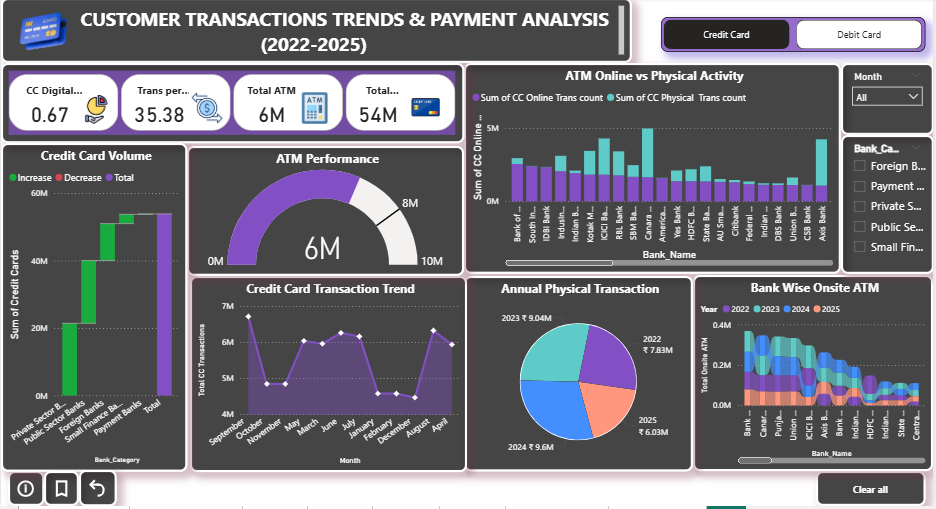 CUSTOMER TRANSACTIONS TRENDS & PAYMENT ANALYSIS
(2022-2025)
Credit Card
Debit Card
CC Digital...
0.67
Trans per...
35.38
Total ATM
6M
ATM
Total...
54M
ATM Online vs Physical Activity
Sum of CC Online Trans count
Sum of CC Physical Trans count
Sum of CC Online ...
5M
0M
Bank of ...
South In...
IDBI Bank
IndusIn...
Indian B...
Kotak M...
ICICI Ba...
RBL Bank
SBM Ba...
Canara ...
America...
Yes Bank
HDFC B...
State Ba...
AU Sma...
Citibank
Federal ...
Indian ...
DBS Bank
Union B...
CSB Bank
Axis Bank
Bank_Name
Month
All
Bank_Ca...
Foreign B...
Payment ...
Private S...
Public Se...
Small Fin...
Credit Card Volume
Increase
Decrease
Total
Sum of Credit Cards
60M
40M
20M
0M
Private Sector B...
Public Sector Banks
Foreign Banks
Small Finance Ba...
Payment Banks
Total
Bank_Category
ATM Performance
0M
6M
8M
10M
Credit Card Transaction Trend
Total CC Transactions
7M
6M
5M
4M
September
October
November
May
March
June
July
January
February
December
August
April
Month
Annual Physical Transaction
2023 ₹ 9.04M
2022
₹ 7.83M
2025
₹ 6.03M
2024 ₹ 9.6M
Bank Wise Onsite ATM
Year
2022
2023
2024
2025
Total Onsite ATM
0.4M
0.2M
0.0M
Bank ...
Canar...
Punja...
Union ...
ICICI B...
Axis B...
Bank ...
Indian...
HDFC ...
Indian...
State ...
Centra...
Bank_Name
Clear all